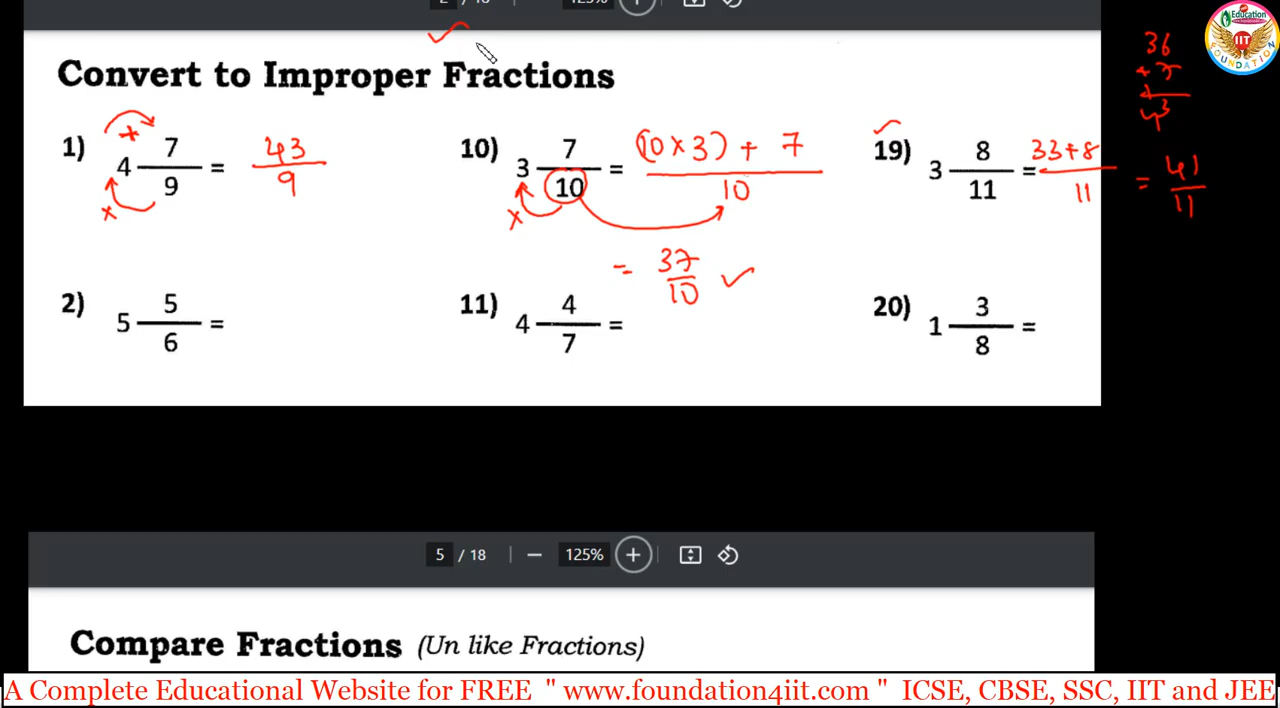 2 / 18 125%
Convert to Improper Fractions
1) 4 7/9 = 43/9
10) 3 7/10 = (10 × 3) + 7 / 10
= 37/10
19) 3 8/11 = 33+8/11 = 41/11
36
+ 7
43
2) 5 5/6 =
11) 4 4/7 =
20) 1 3/8 =
Education
IIT
FOUNDATION
5 / 18 125%
Compare Fractions (Un like Fractions)
A Complete Educational Website for FREE " www.foundation4iit.com " ICSE, CBSE, SSC, IIT and JEE